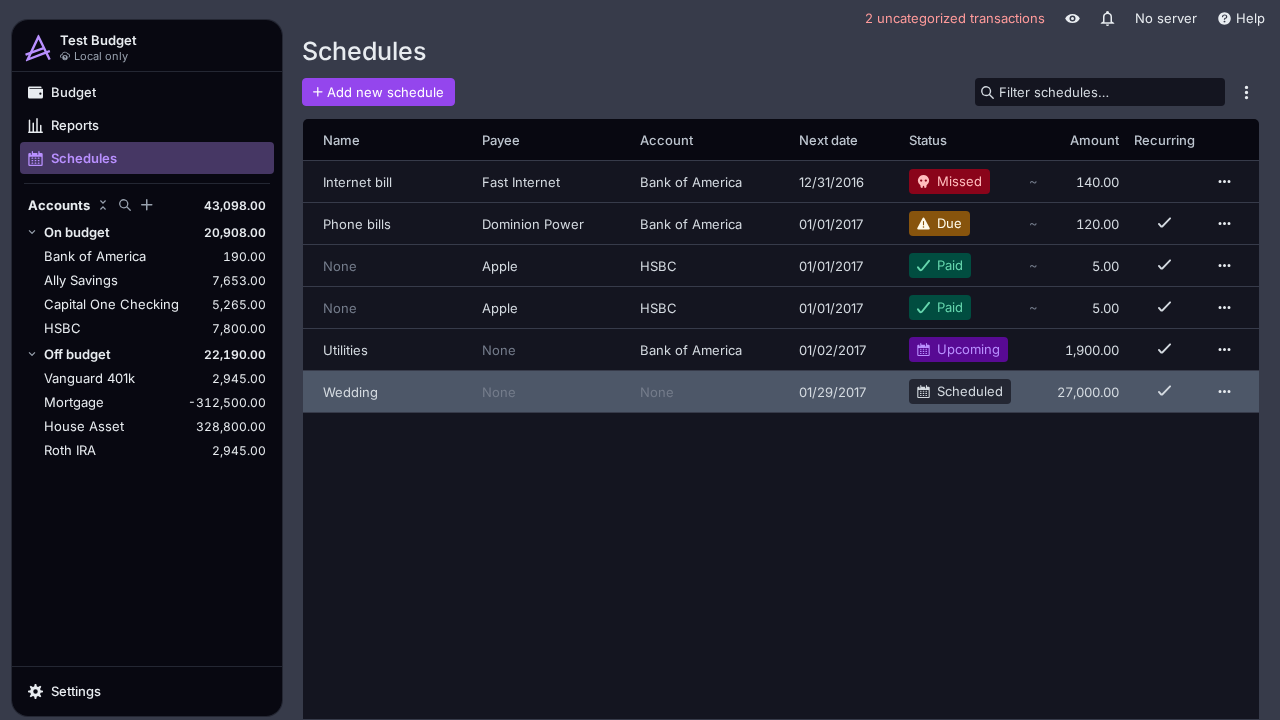 2 uncategorized transactions No server Help
Test Budget
Local only
Budget
Reports
Schedules
Accounts 43,098.00
On budget 20,908.00
Bank of America 190.00
Ally Savings 7,653.00
Capital One Checking 5,265.00
HSBC 7,800.00
Off budget 22,190.00
Vanguard 401k 2,945.00
Mortgage -312,500.00
House Asset 328,800.00
Roth IRA 2,945.00
Settings
Schedules
Add new schedule Filter schedules...
Name Payee Account Next date Status Amount Recurring
Internet bill Fast Internet Bank of America 12/31/2016 Missed ~ 140.00
Phone bills Dominion Power Bank of America 01/01/2017 Due ~ 120.00
None Apple HSBC 01/01/2017 Paid ~ 5.00
None Apple HSBC 01/01/2017 Paid ~ 5.00
Utilities None Bank of America 01/02/2017 Upcoming 1,900.00
Wedding None None 01/29/2017 Scheduled 27,000.00